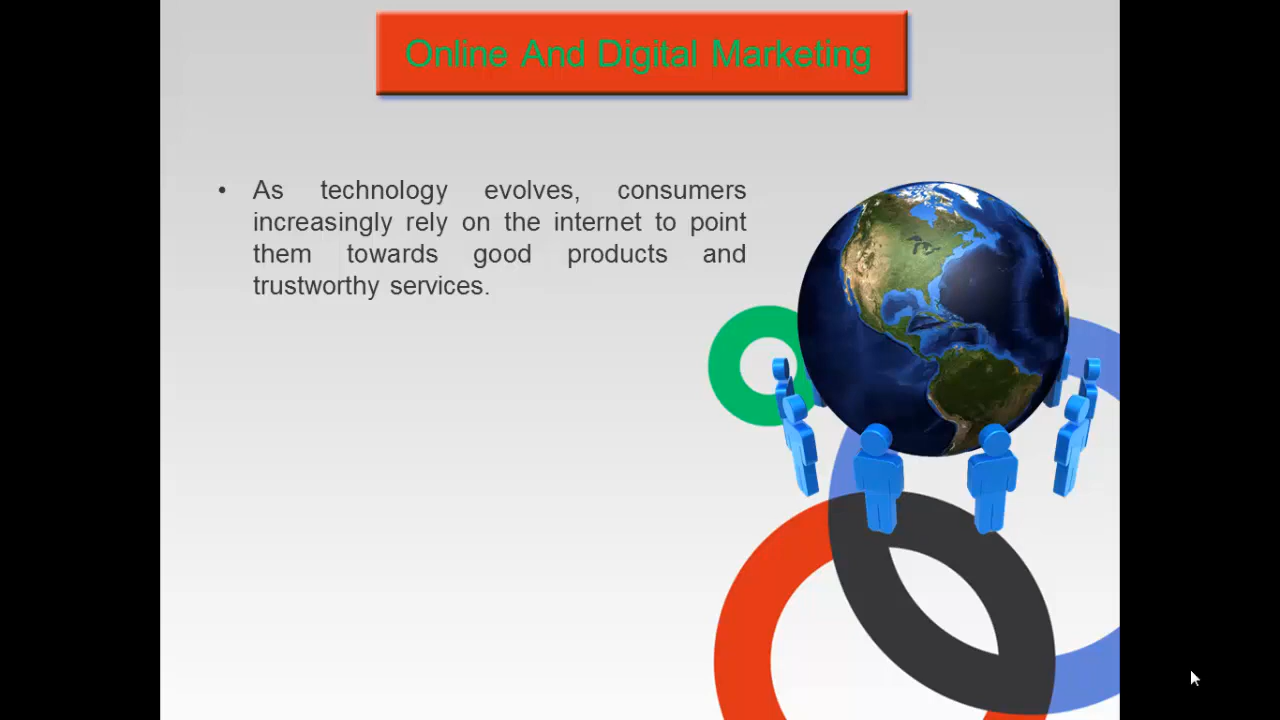 Online And Digital Marketing
• As technology evolves, consumers
increasingly rely on the internet to point
them towards good products and
trustworthy services.